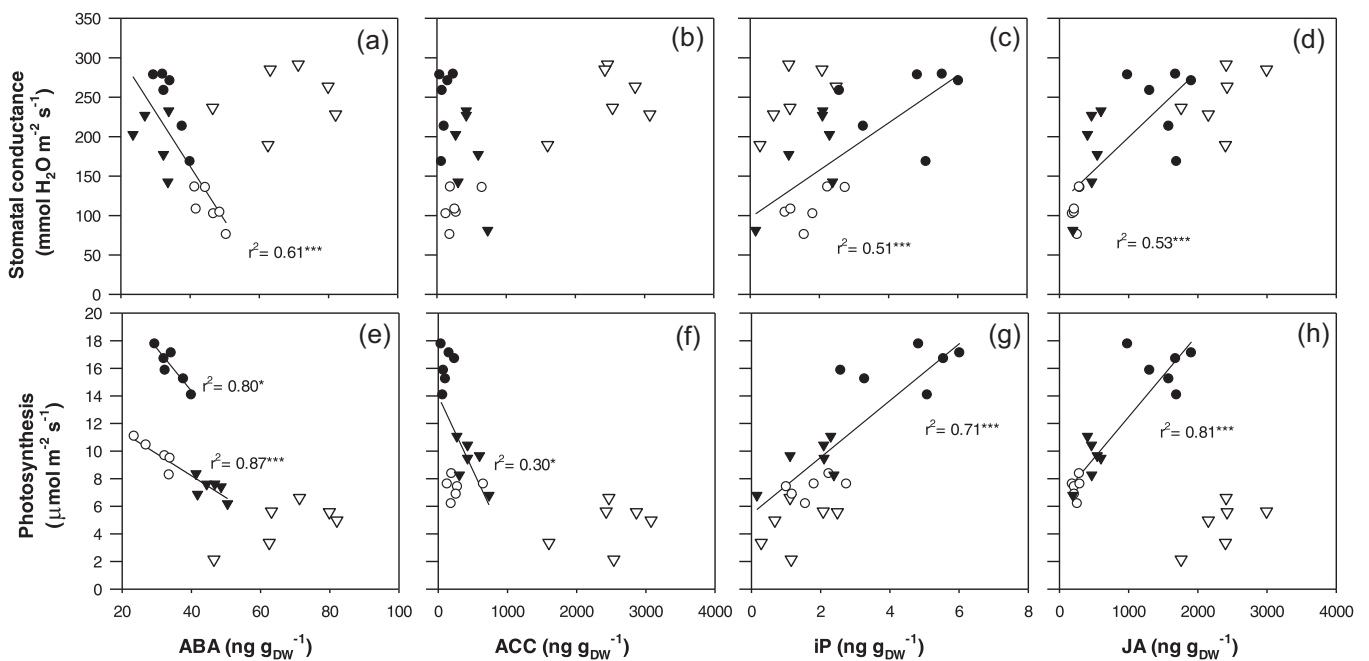 Stomatal conductance
(mmol H₂O m⁻² s⁻¹)
350
300
250
200
150
100
50
0
(a)
r²= 0.61***
(b)
(c)
r²= 0.51***
(d)
r²= 0.53***
Photosynthesis
(µmol m⁻² s⁻¹)
20
18
16
14
12
10
8
6
4
2
0
(e)
r²= 0.80*
r²= 0.87***
(f)
r²= 0.30*
(g)
r²= 0.71***
(h)
r²= 0.81***
20 40 60 80 100
0 1000 2000 3000 4000
0 2 4 6 8
0 1000 2000 3000 4000
ABA (ng g_DW⁻¹)
ACC (ng g_DW⁻¹)
iP (ng g_DW⁻¹)
JA (ng g_DW⁻¹)